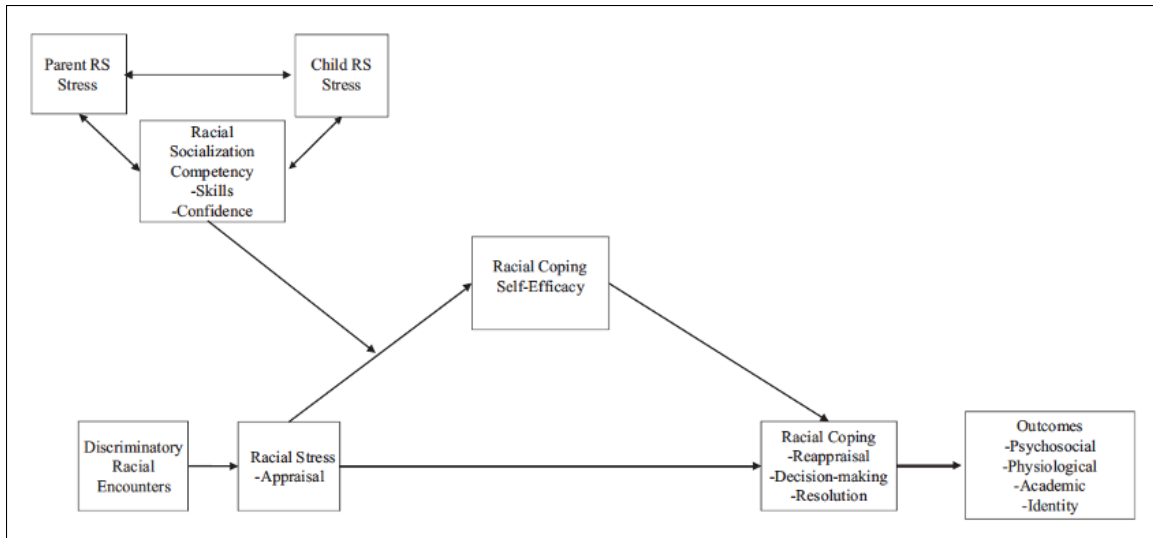 Parent RS
Stress
Child RS
Stress
Racial
Socialization
Competency
-Skills
-Confidence
Racial Coping
Self-Efficacy
Discriminatory
Racial
Encounters
Racial Stress
-Appraisal
Racial Coping
-Reappraisal
-Decision-making
-Resolution
Outcomes
-Psychosocial
-Physiological
-Academic
-Identity